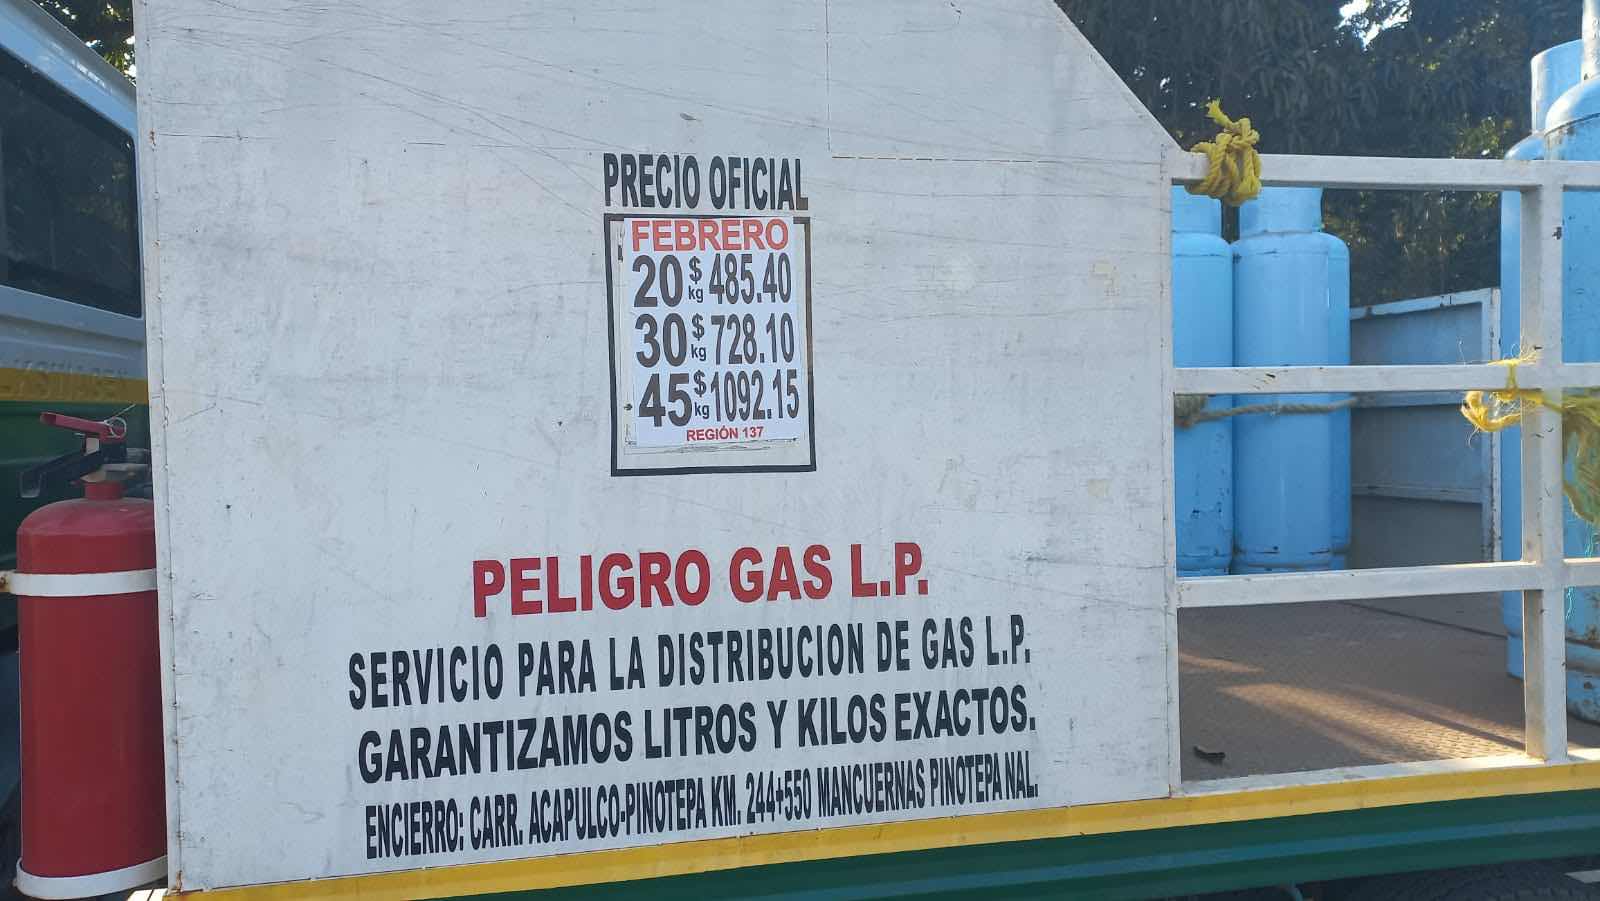 PRECIO OFICIAL
FEBRERO
20 $ kg 485.40
30 $ kg 728.10
45 $ kg 1092.15
REGIÓN 137
PELIGRO GAS L.P.
SERVICIO PARA LA DISTRIBUCION DE GAS L.P.
GARANTIZAMOS LITROS Y KILOS EXACTOS.
ENCIERRO: CARR. ACAPULCO-PINOTEPA KM. 244+550 MANCUERNAS PINOTEPA NAL.